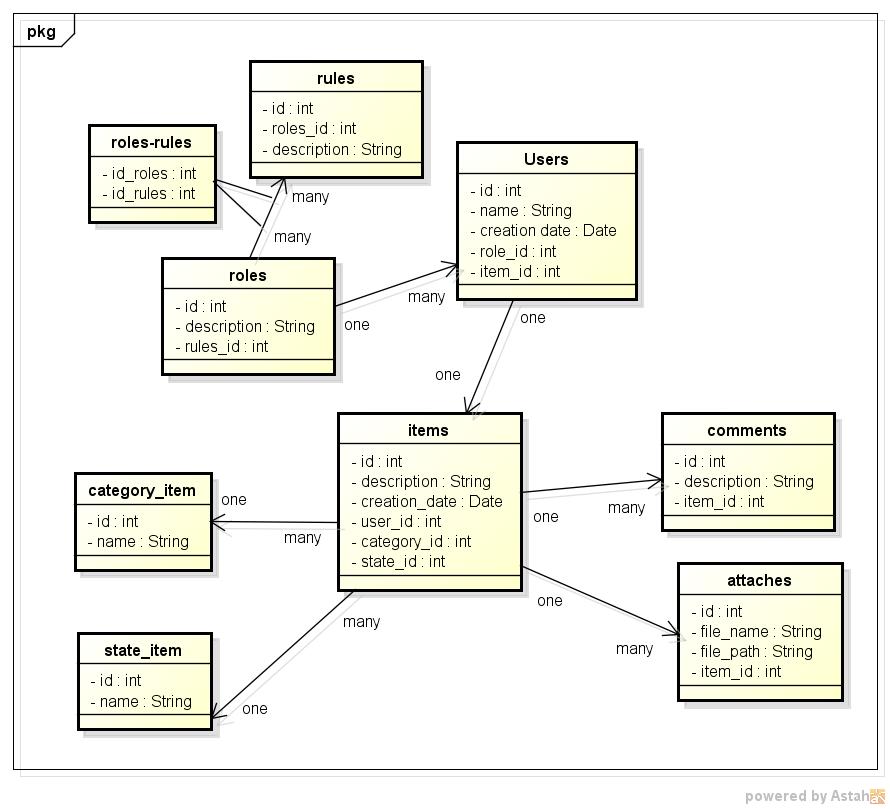 pkg
rules
- id : int
- roles_id : int
- description : String
roles-rules
- id_roles : int
- id_rules : int
many
many
Users
- id : int
- name : String
- creation date : Date
- role_id : int
- item_id : int
roles
- id : int
- description : String
- rules_id : int
one
many
one
one
items
- id : int
- description : String
- creation_date : Date
- user_id : int
- category_id : int
- state_id : int
comments
- id : int
- description : String
- item_id : int
one
many
category_item
- id : int
- name : String
one
many
attaches
- id : int
- file_name : String
- file_path : String
- item_id : int
one
many
state_item
- id : int
- name : String
many
one
powered by Astah